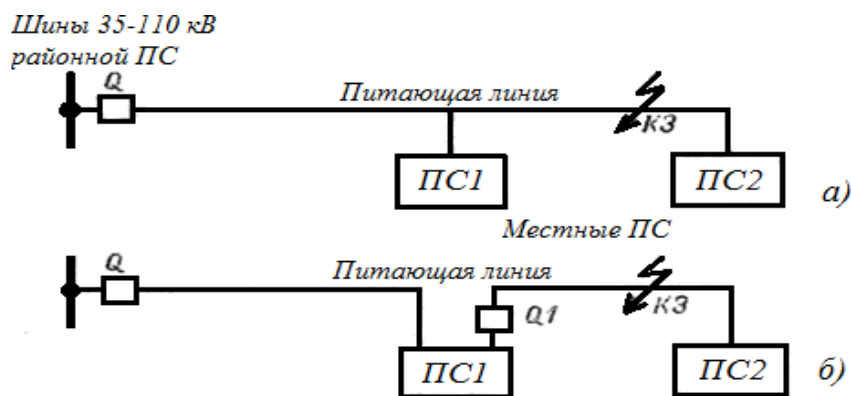 Шины 35-110 кВ
районной ПС
Q
Питающая линия
КЗ
ПС1
ПС2
а)
Местные ПС
Q
Питающая линия
Q1
КЗ
ПС1
ПС2
б)